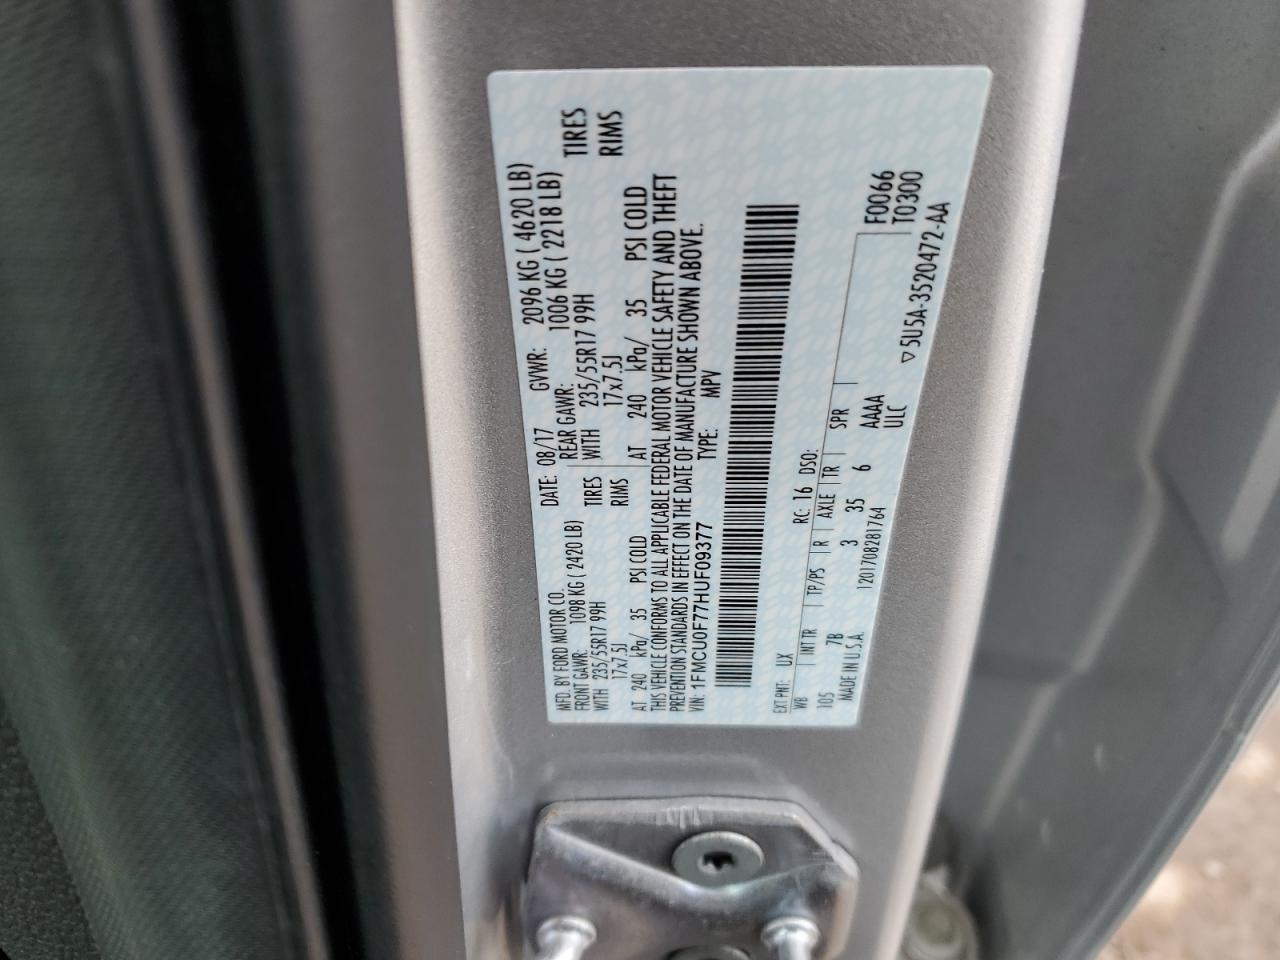 MFD. BY FORD MOTOR CO. DATE: 08/17 GVWR: 2096 KG ( 4620 LB)
FRONT GAWR: 1098 KG ( 2420 LB) REAR GAWR: 1006 KG ( 2218 LB)
WITH 235/55R17 99H TIRES WITH 235/55R17 99H TIRES
17x7.5J RIMS 17x7.5J RIMS
AT 240 kPa/ 35 PSI COLD AT 240 kPa/ 35 PSI COLD
THIS VEHICLE CONFORMS TO ALL APPLICABLE FEDERAL MOTOR VEHICLE SAFETY AND THEFT
PREVENTION STANDARDS IN EFFECT ON THE DATE OF MANUFACTURE SHOWN ABOVE.
VIN: 1FMCU0F77HUF09377 TYPE: MPV
EXT PNT: UX RC: 16 DSO: F0066
WB INT TR TP/PS R AXLE TR SPR T0300
105 7B 3 35 6 AAAA
MADE IN U.S.A. 1201708281764 ULC ▽5U5A-3520472-AA